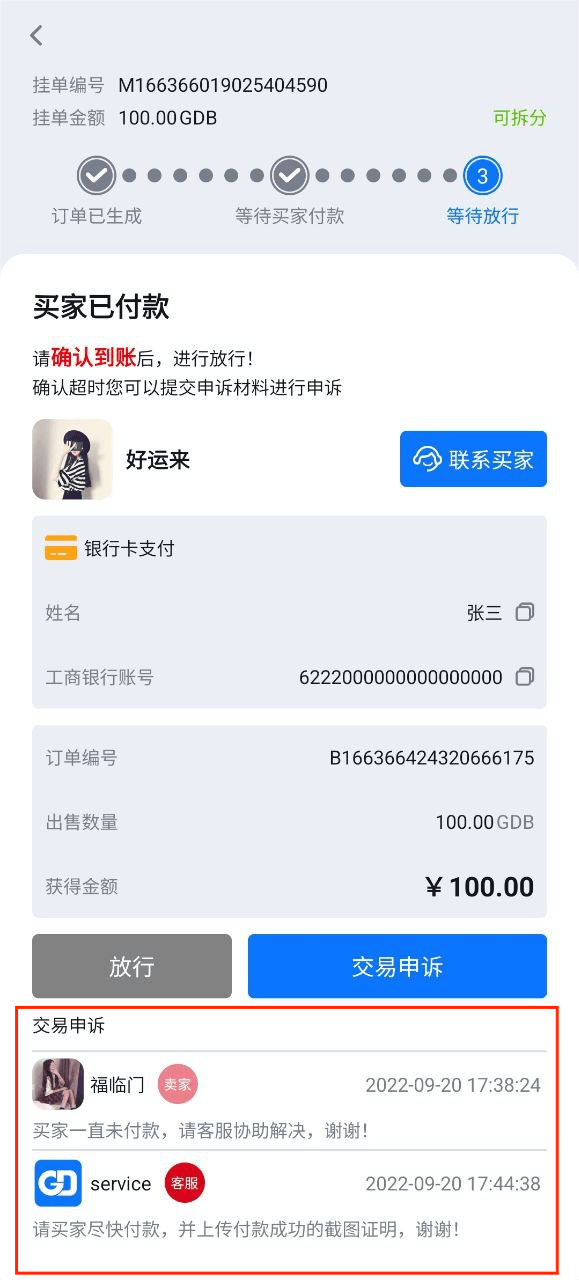 挂单编号 M166366019025404590
挂单金额 100.00GDB 可拆分
3
订单已生成 等待买家付款 等待放行
买家已付款
请确认到账后，进行放行！
确认超时您可以提交申诉材料进行申诉
好运来 联系买家
银行卡支付
姓名 张三
工商银行账号 6222000000000000000
订单编号 B166366424320666175
出售数量 100.00GDB
获得金额 ¥100.00
放行 交易申诉
交易申诉
福临门 卖家 2022-09-20 17:38:24
买家一直未付款，请客服协助解决，谢谢！
GD service 客服 2022-09-20 17:44:38
请买家尽快付款，并上传付款成功的截图证明，谢谢！